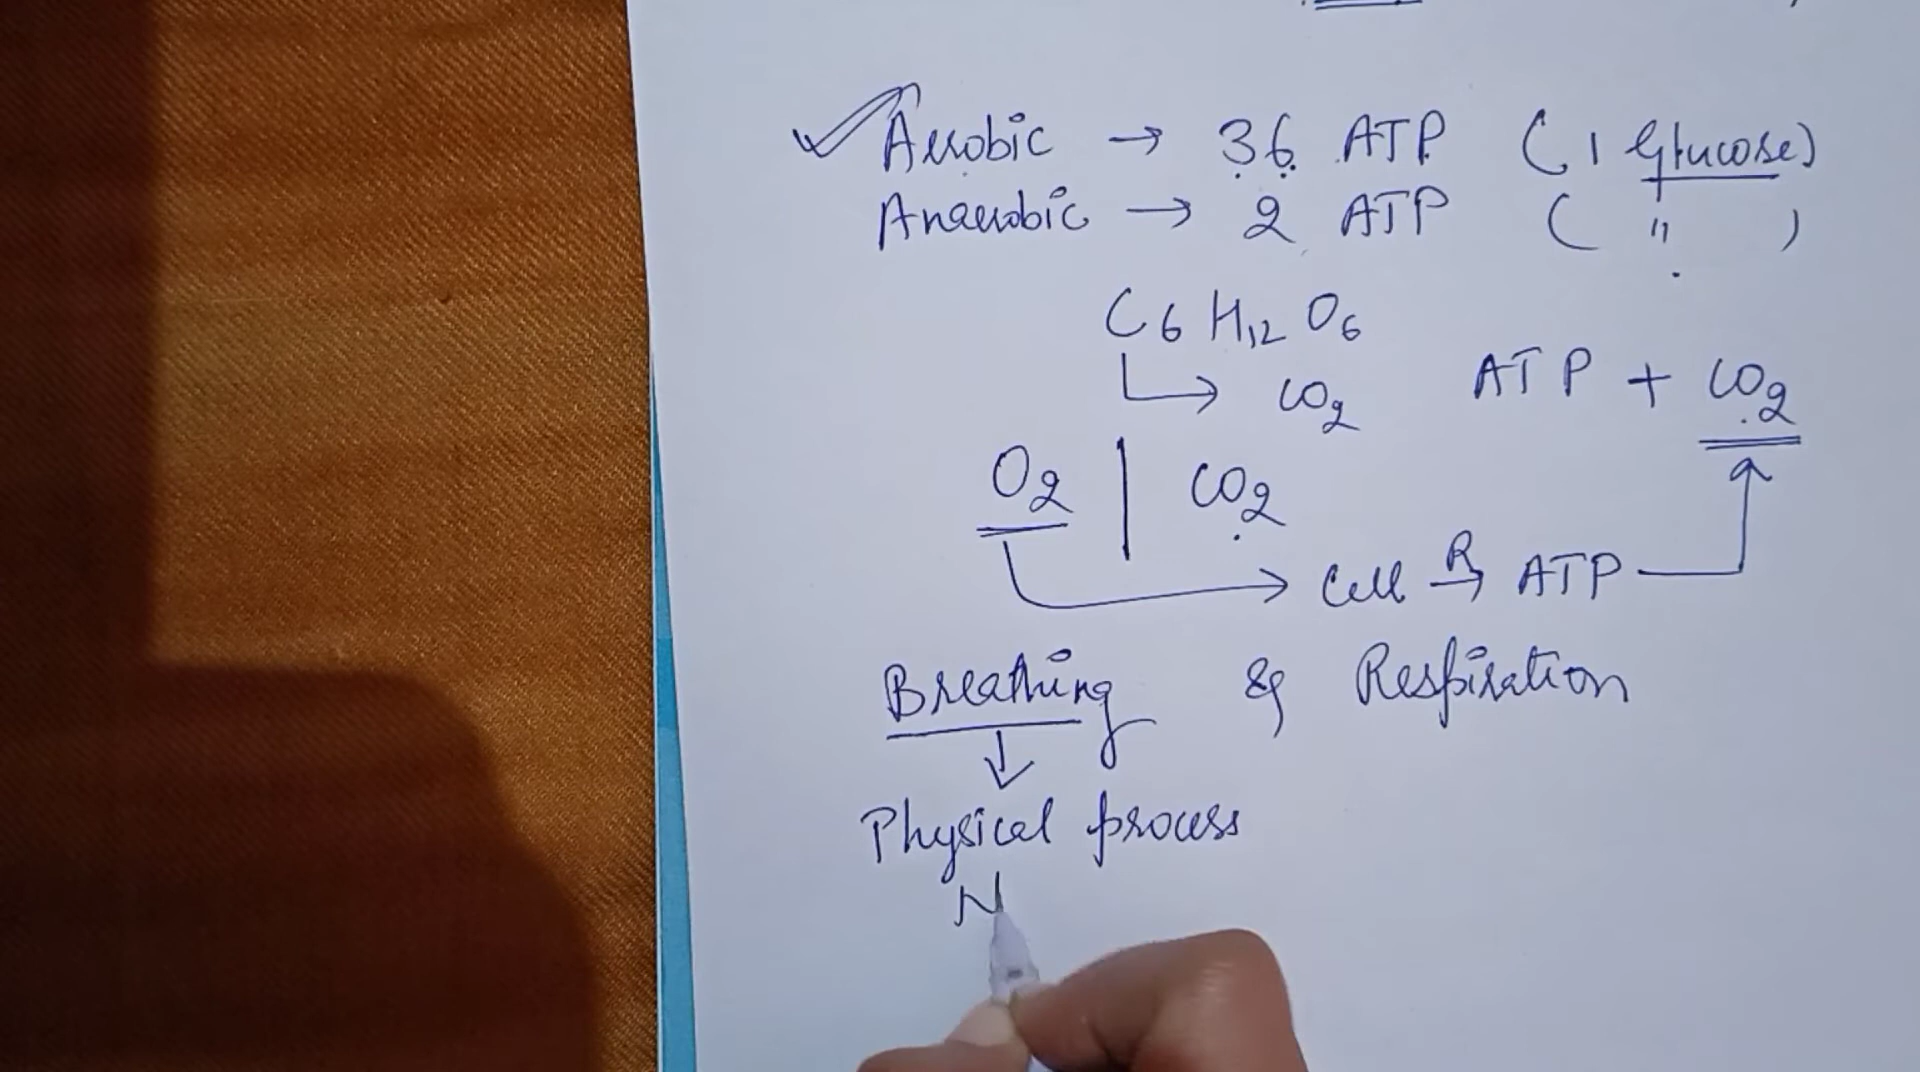 Aerobic → 36 ATP ( 1 Glucose)
Anaerobic → 2 ATP ( " )
C6 H12 O6
→ CO2 ATP + CO2
O2 | CO2
→ Cell R→ ATP
Breathing & Respiration
↓
Physical process
N